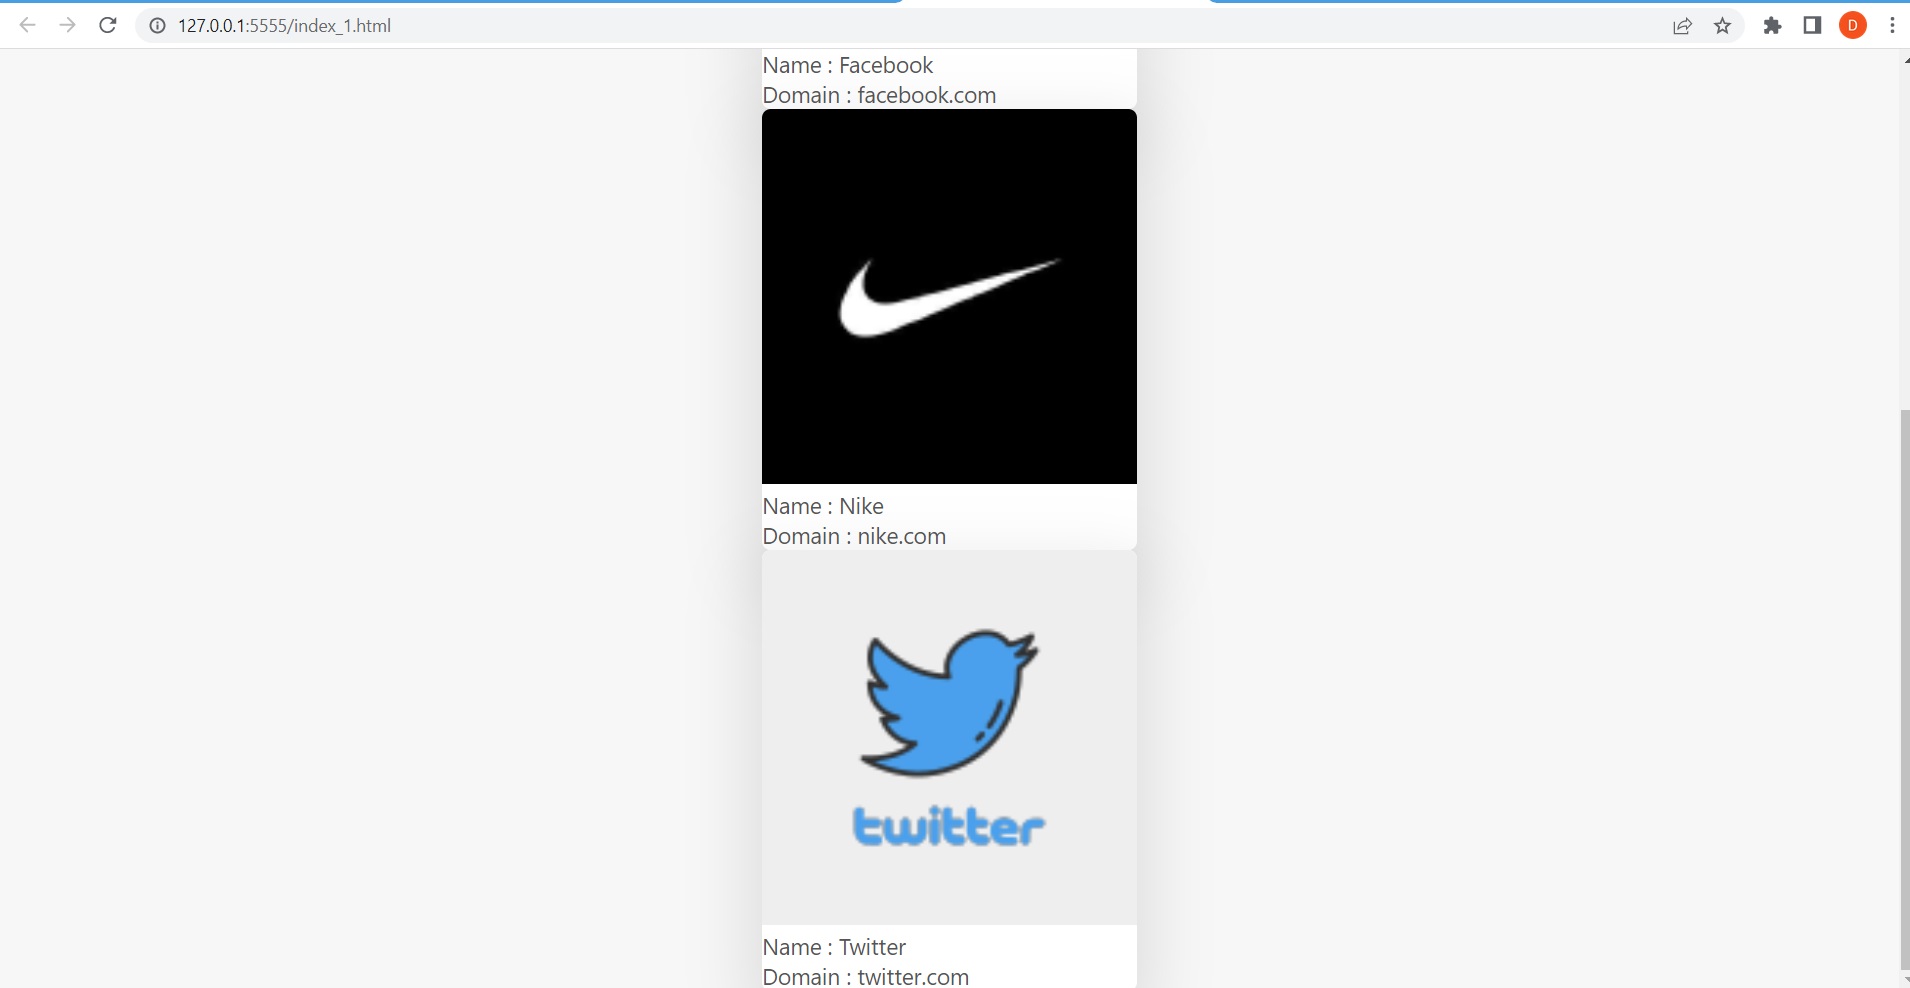 127.0.0.1:5555/index_1.html
D
Name : Facebook
Domain : facebook.com
Name : Nike
Domain : nike.com
twitter
Name : Twitter
Domain : twitter.com